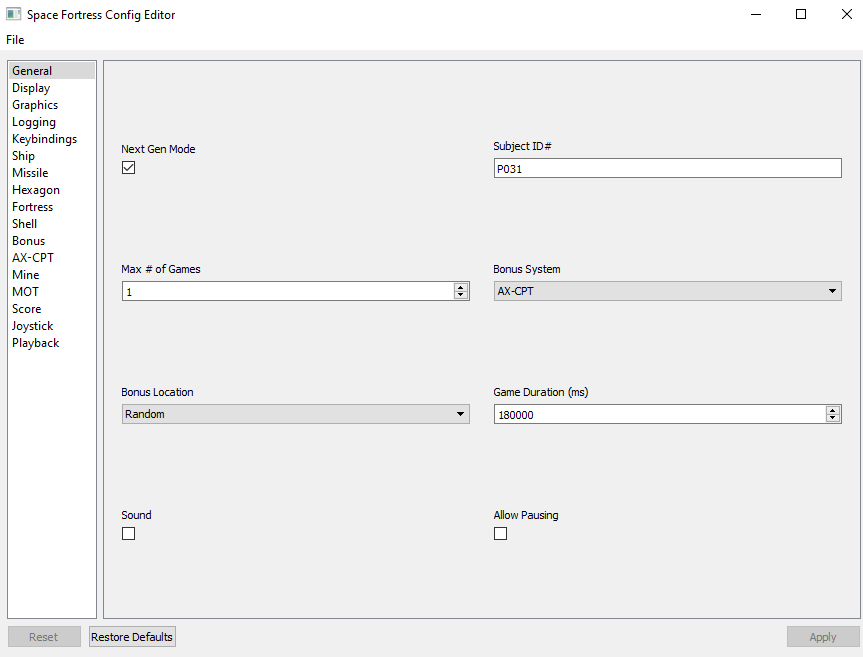 Space Fortress Config Editor
File
General
Display
Graphics
Logging
Keybindings
Ship
Missile
Hexagon
Fortress
Shell
Bonus
AX-CPT
Mine
MOT
Score
Joystick
Playback
Next Gen Mode
Subject ID#
P031
Max # of Games
1
Bonus System
AX-CPT
Bonus Location
Random
Game Duration (ms)
180000
Sound
Allow Pausing
Reset
Restore Defaults
Apply